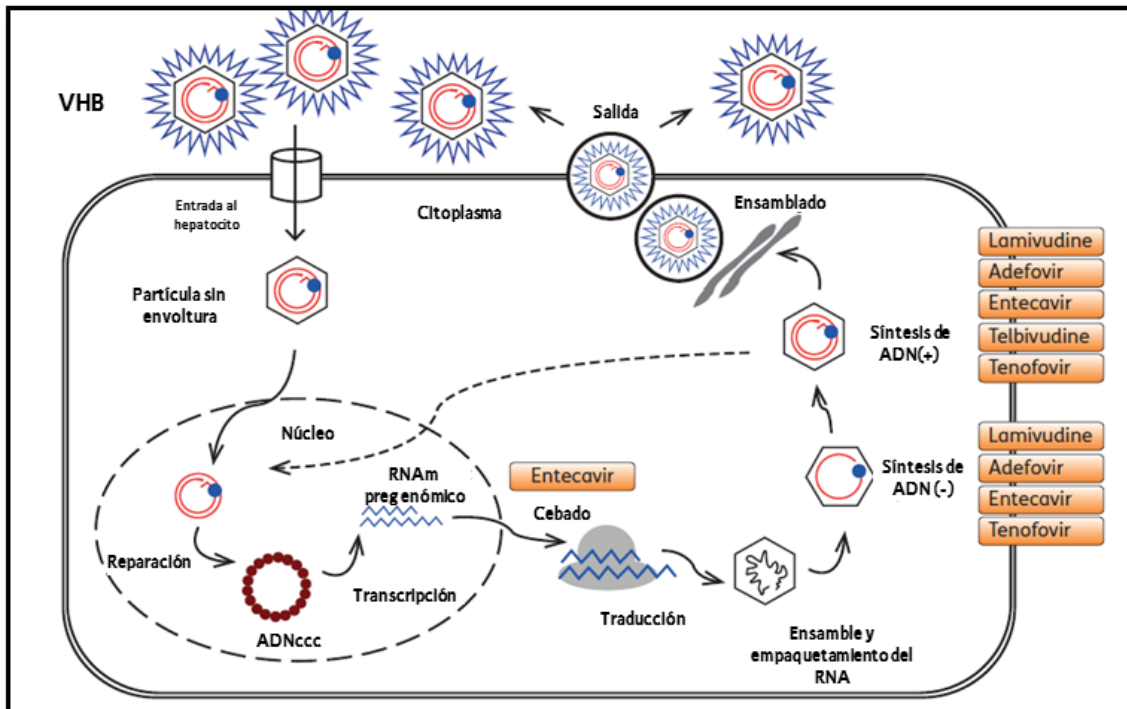 VHB
Salida
Entrada al
hepatocito
Citoplasma
Ensamblado
Partícula sin
envoltura
Síntesis de
ADN(+)
Lamivudine
Adefovir
Entecavir
Telbivudine
Tenofovir
Núcleo
RNAm
pregenómico
Entecavir
Cebado
Síntesis de
ADN (-)
Lamivudine
Adefovir
Entecavir
Tenofovir
Reparación
Transcripción
ADNccc
Traducción
Ensamble y
empaquetamiento del
RNA